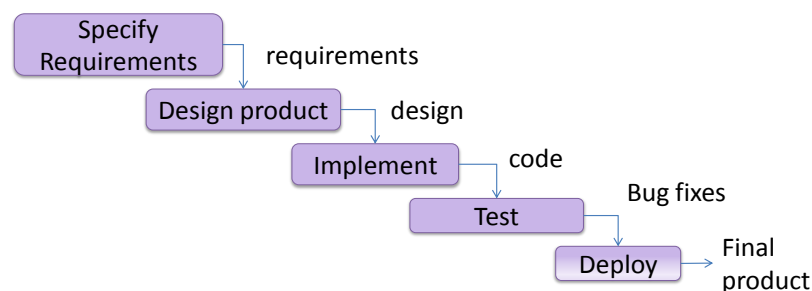 Specify
Requirements
requirements
Design product
design
Implement
code
Test
Bug fixes
Deploy
Final
product